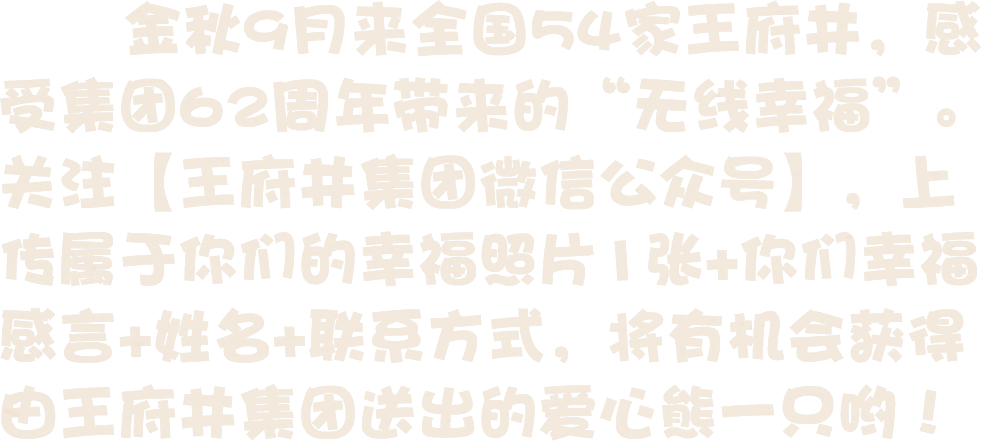 金秋9月来全国54家王府井，感
受集团62周年带来的“无线幸福”。
关注【王府井集团微信公众号】，上
传属于你们的幸福照片1张+你们幸福
感言+姓名+联系方式，将有机会获得
由王府井集团送出的爱心熊一只哟！